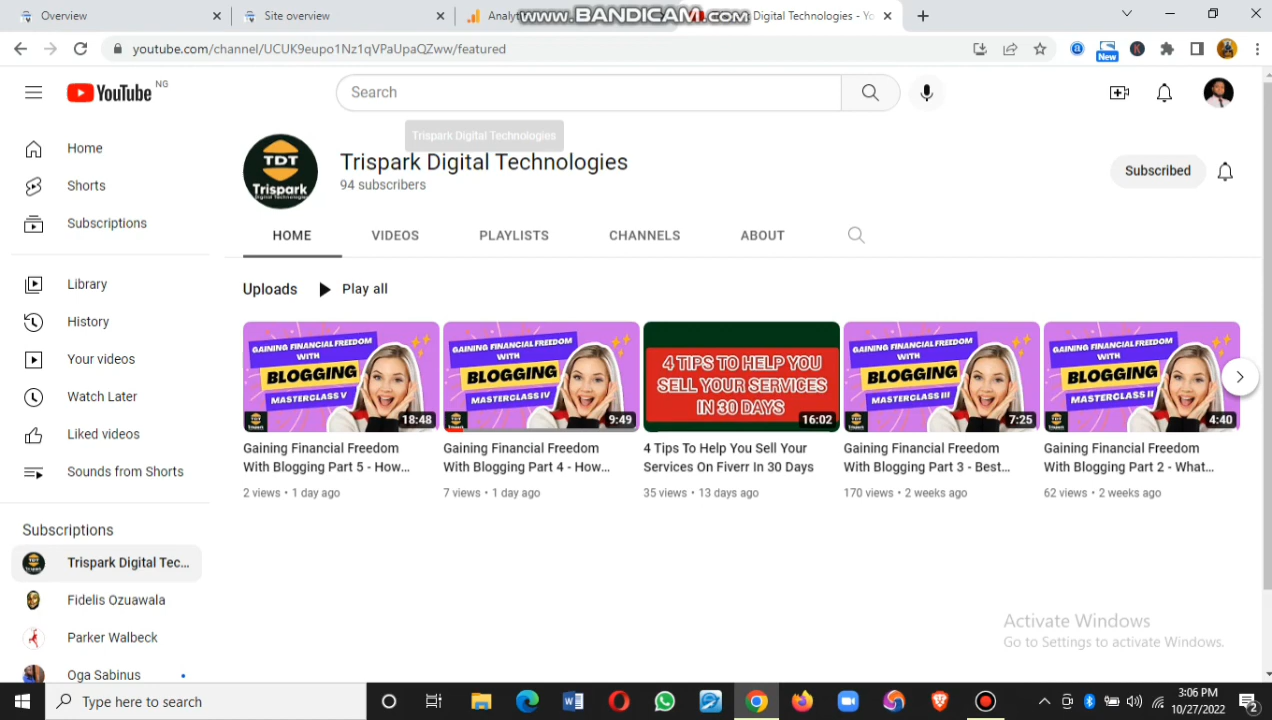 Overview
Site overview
Analyt
www.BANDICAM.com
Digital Technologies - Yo
youtube.com/channel/UCUK9eupo1Nz1qVPaUpaQZww/featured
New
YouTube NG
Search
Trispark Digital Technologies
TDT
Trispark
Digital Technologies
Trispark Digital Technologies
94 subscribers
Subscribed
HOME VIDEOS PLAYLISTS CHANNELS ABOUT
Home
Shorts
Subscriptions
Library
History
Your videos
Watch Later
Liked videos
Sounds from Shorts
Subscriptions
Trispark Digital Tec...
Fidelis Ozuawala
Parker Walbeck
Oga Sabinus
Uploads Play all
GAINING FINANCIAL FREEDOM
WITH
BLOGGING
MASTERCLASS V
18:48
Gaining Financial Freedom
With Blogging Part 5 - How...
2 views • 1 day ago
GAINING FINANCIAL FREEDOM
WITH
BLOGGING
MASTERCLASS IV
9:49
Gaining Financial Freedom
With Blogging Part 4 - How...
7 views • 1 day ago
4 TIPS TO HELP YOU
SELL YOUR SERVICES
IN 30 DAYS
16:02
4 Tips To Help You Sell Your
Services On Fiverr In 30 Days
35 views • 13 days ago
GAINING FINANCIAL FREEDOM
WITH
BLOGGING
MASTERCLASS III
7:25
Gaining Financial Freedom
With Blogging Part 3 - Best...
170 views • 2 weeks ago
GAINING FINANCIAL FREEDOM
WITH
BLOGGING
MASTERCLASS II
4:40
Gaining Financial Freedom
With Blogging Part 2 - What...
62 views • 2 weeks ago
Activate Windows
Go to Settings to activate Windows.
Type here to search
3:06 PM
10/27/2022
2